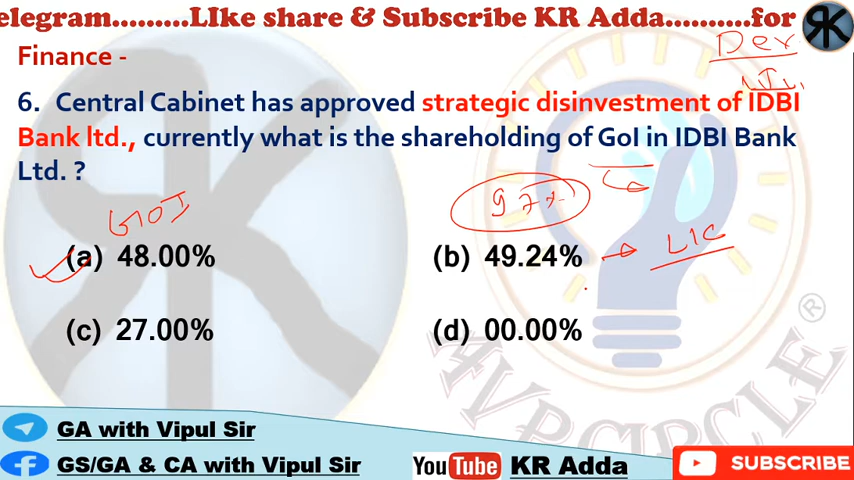 elegram.........LIke share & Subscribe KR Adda..........for
Finance -
6. Central Cabinet has approved strategic disinvestment of IDBI
Bank ltd., currently what is the shareholding of GoI in IDBI Bank
Ltd. ?
GOI
97%
(a) 48.00%
(b) 49.24%
LIC
(c) 27.00%
(d) 00.00%
GA with Vipul Sir
GS/GA & CA with Vipul Sir
YouTube KR Adda
SUBSCRIBE